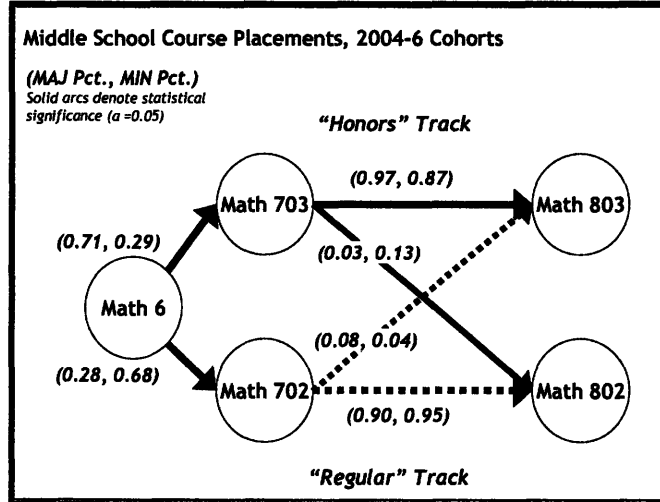 Middle School Course Placements, 2004-6 Cohorts
(MAJ Pct., MIN Pct.)
Solid arcs denote statistical
significance (a =0.05)
"Honors" Track
(0.97, 0.87)
Math 703
Math 803
(0.71, 0.29)
(0.03, 0.13)
Math 6
(0.08, 0.04)
(0.28, 0.68)
Math 702
Math 802
(0.90, 0.95)
"Regular" Track